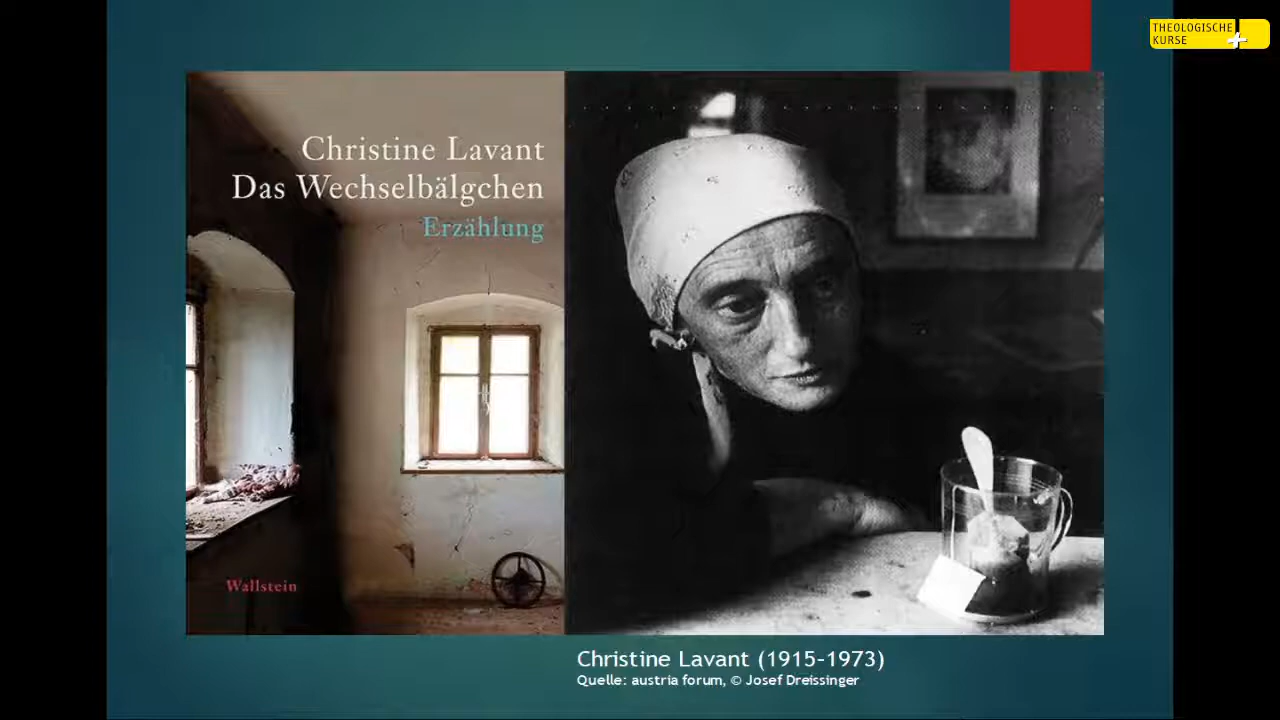 THEOLOGISCHE
KURSE
Christine Lavant
Das Wechselbälgchen
Erzählung
Wallstein
Christine Lavant (1915-1973)
Quelle: austria forum, © Josef Dreissinger